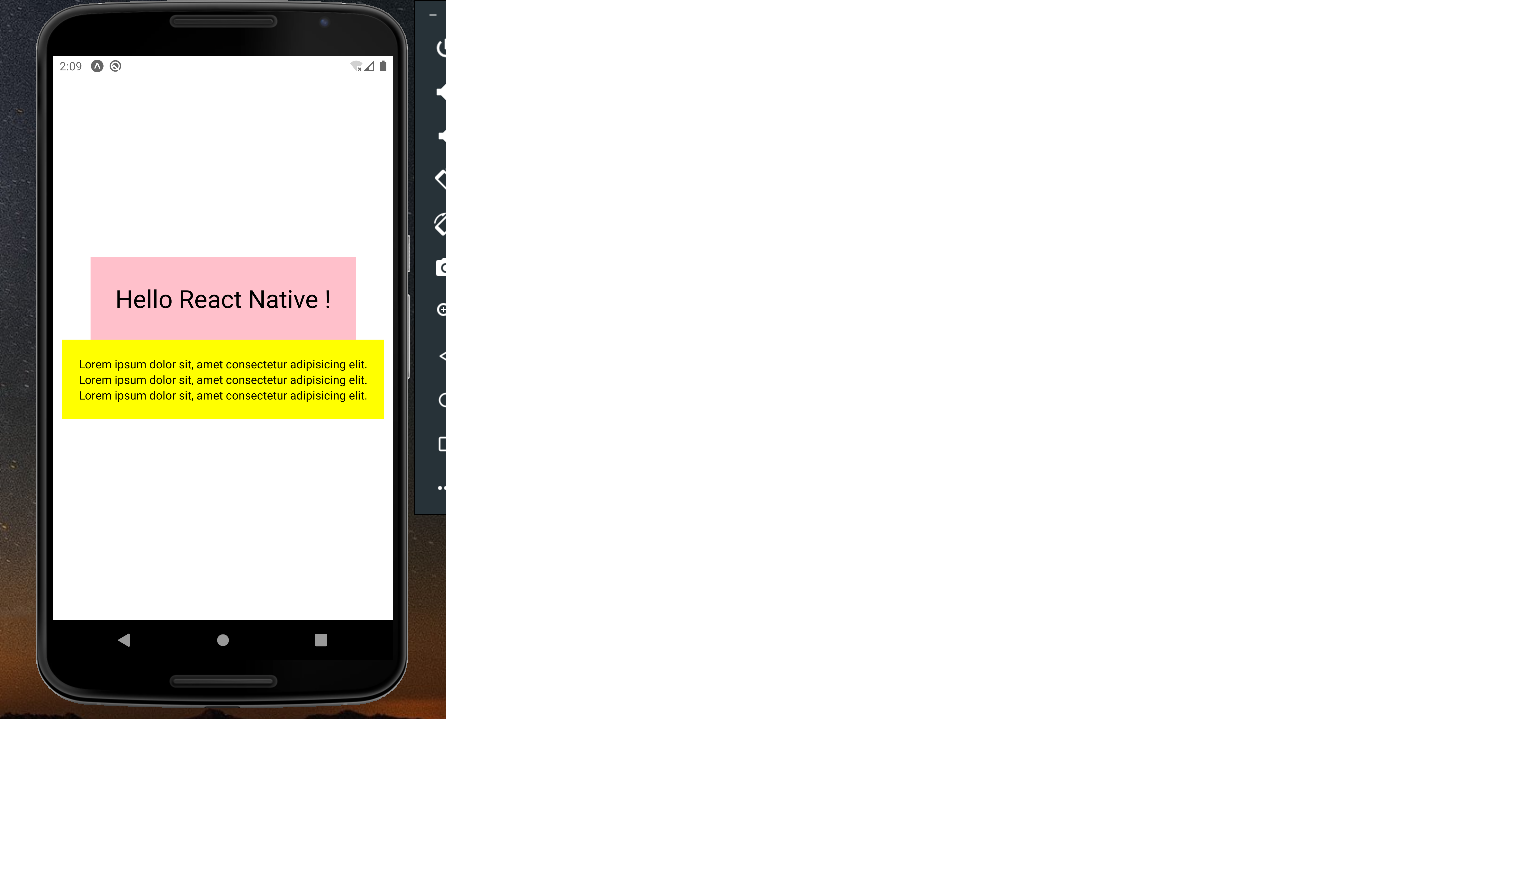 2:09
Hello React Native !
Lorem ipsum dolor sit, amet consectetur adipisicing elit.
Lorem ipsum dolor sit, amet consectetur adipisicing elit.
Lorem ipsum dolor sit, amet consectetur adipisicing elit.